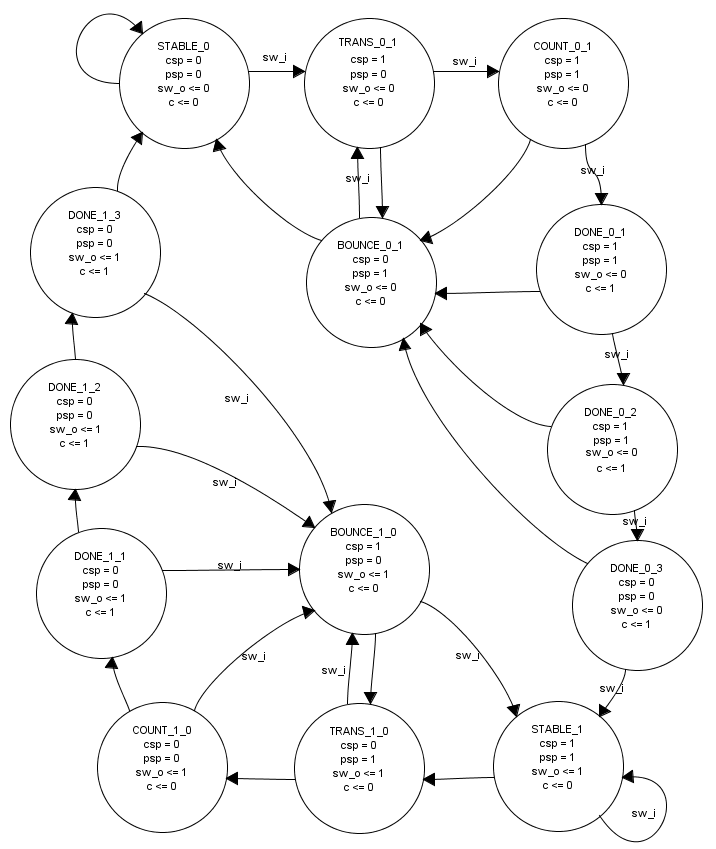 STABLE_0
csp = 0
psp = 0
sw_o <= 0
c <= 0
sw_i
TRANS_0_1
csp = 1
psp = 0
sw_o <= 0
c <= 0
sw_i
COUNT_0_1
csp = 1
psp = 1
sw_o <= 0
c <= 0
sw_i
sw_i
DONE_1_3
csp = 0
psp = 0
sw_o <= 1
c <= 1
BOUNCE_0_1
csp = 0
psp = 1
sw_o <= 0
c <= 0
DONE_0_1
csp = 1
psp = 1
sw_o <= 0
c <= 1
sw_i
DONE_1_2
csp = 0
psp = 0
sw_o <= 1
c <= 1
sw_i
DONE_0_2
csp = 1
psp = 1
sw_o <= 0
c <= 1
sw_i
sw_i
DONE_1_1
csp = 0
psp = 0
sw_o <= 1
c <= 1
sw_i
BOUNCE_1_0
csp = 1
psp = 0
sw_o <= 1
c <= 0
DONE_0_3
csp = 0
psp = 0
sw_o <= 0
c <= 1
sw_i
sw_i
sw_i
sw_i
COUNT_1_0
csp = 0
psp = 0
sw_o <= 1
c <= 0
TRANS_1_0
csp = 0
psp = 1
sw_o <= 1
c <= 0
STABLE_1
csp = 1
psp = 1
sw_o <= 1
c <= 0
sw_i